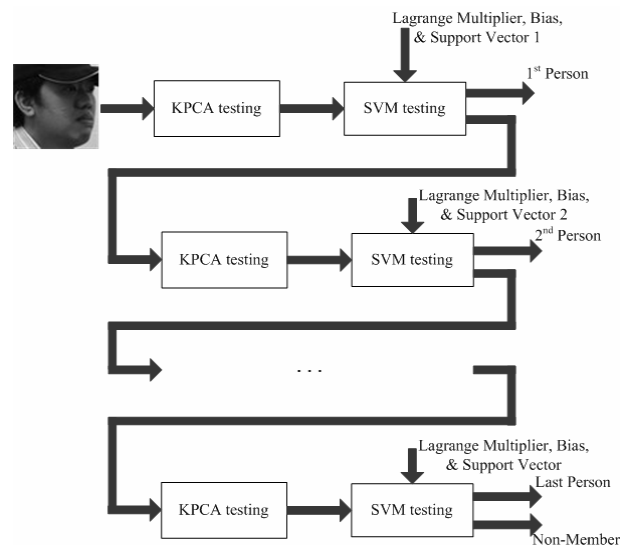 Lagrange Multiplier, Bias,
& Support Vector 1
1st Person
KPCA testing
SVM testing
Lagrange Multiplier, Bias,
& Support Vector 2
2nd Person
KPCA testing
SVM testing
. . .
Lagrange Multiplier, Bias,
& Support Vector
Last Person
KPCA testing
SVM testing
Non-Member